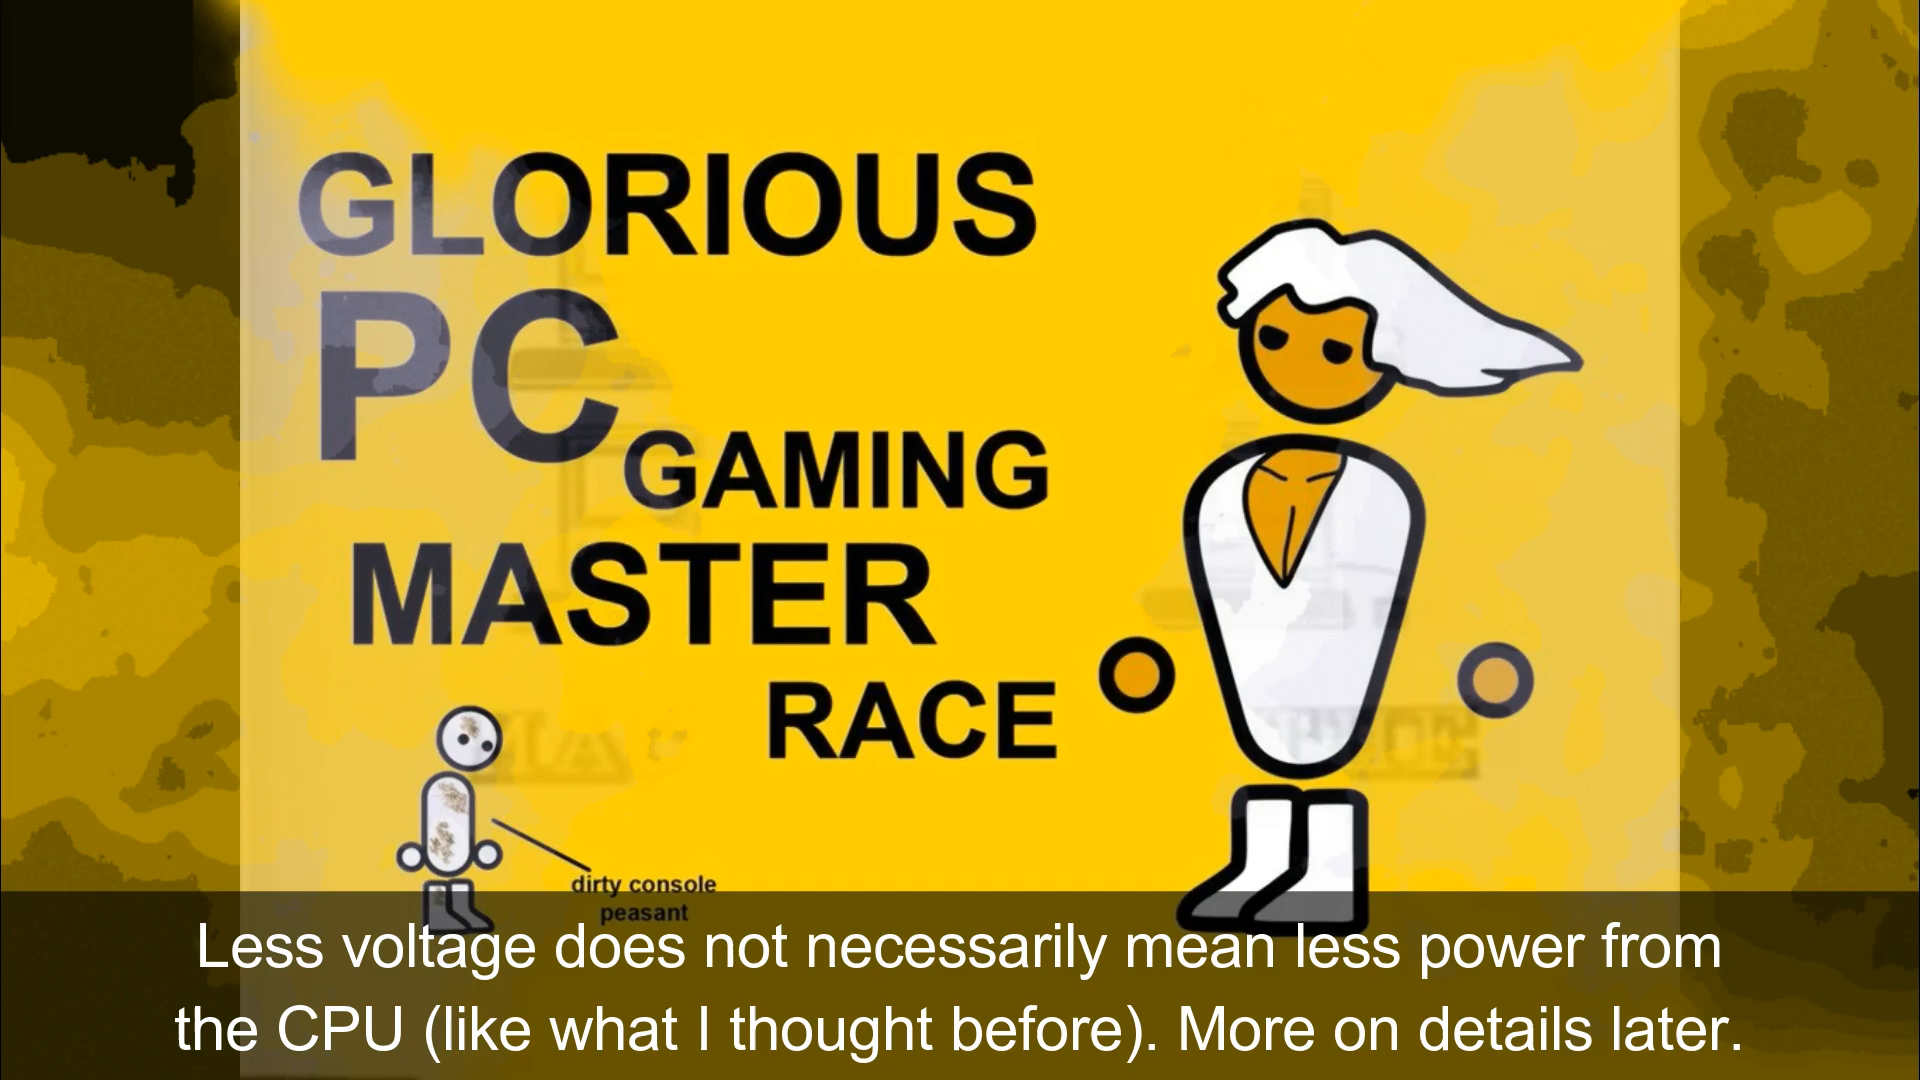 GLORIOUS
PC
GAMING
MASTER
RACE
dirty console
peasant
Less voltage does not necessarily mean less power from
the CPU (like what I thought before). More on details later.